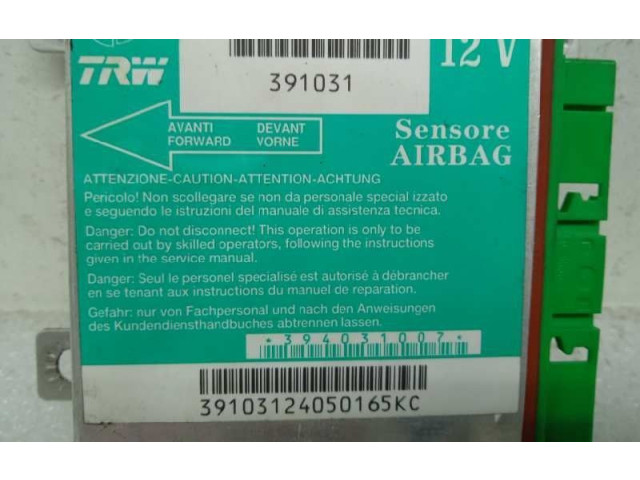 12 V
TRW
391031
AVANTI DEVANT
FORWARD VORNE
Sensore
AIRBAG
ATTENZIONE-CAUTION-ATTENTION-ACHTUNG
Pericolo! Non scollegare se non da personale special izzato
e seguendo le istruzioni del manuale di assistenza tecnica.
Danger: Do not disconnect! This operation is only to be
carried out by skilled operators, following the instructions
given in the service manual.
Danger: Seul le personel specialisé est autorisé à débrancher
en se tenant aux instructions du manuel de reparation.
Gefahr: nur von Fachpersonal und nach den Anweisungen
des Kundendiensthandbuches abtrennen lassen.
*394031007*
39103124050165KC